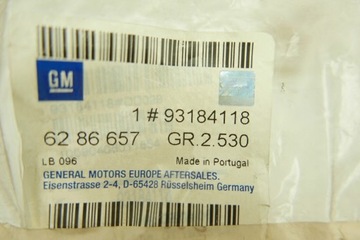 GM
1 # 93184118
62 86 657 GR.2.530
LB 096 Made in Portugal
GENERAL MOTORS EUROPE AFTERSALES.
Eisenstrasse 2-4, D-65428 Rüsselsheim Germany